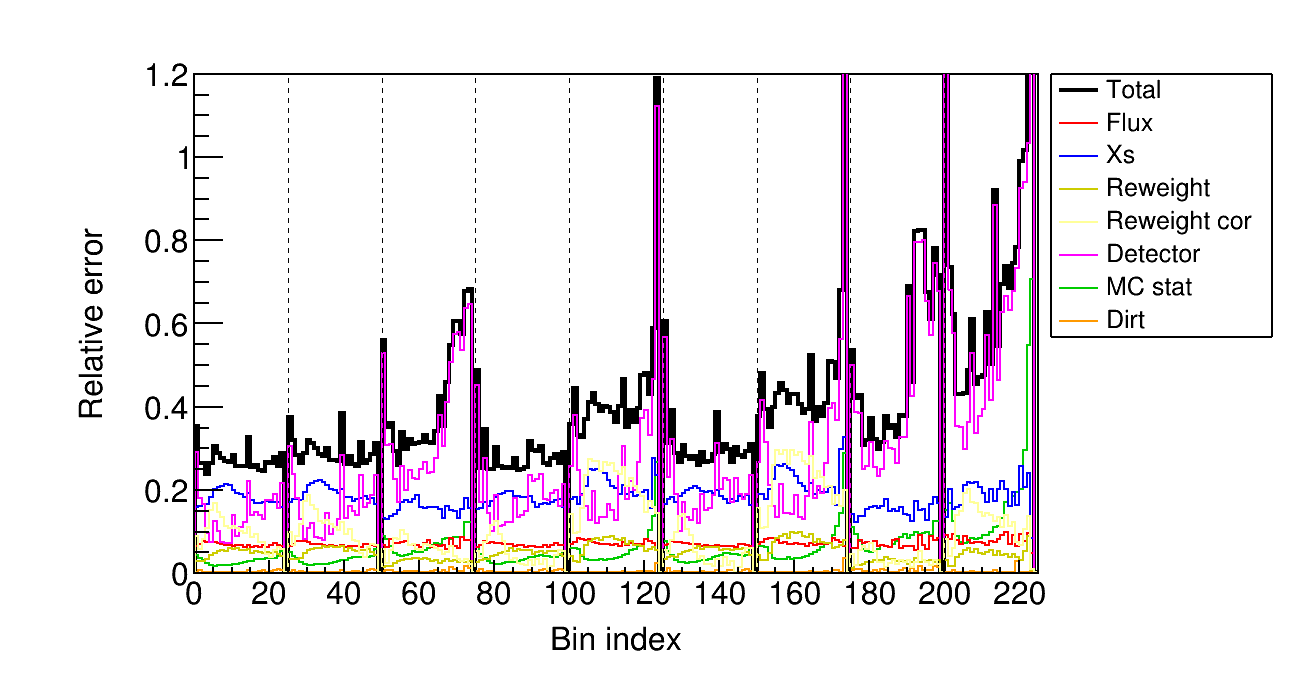 1.2
1
0.8
0.6
0.4
0.2
0
Relative error
0 20 40 60 80 100 120 140 160 180 200 220
Bin index
Total
Flux
Xs
Reweight
Reweight cor
Detector
MC stat
Dirt